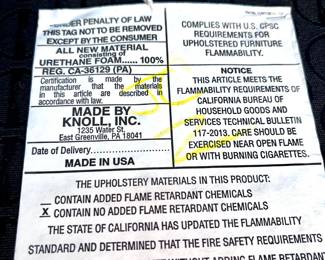 UNDER PENALTY OF LAW
THIS TAG NOT TO BE REMOVED
EXCEPT BY THE CONSUMER
ALL NEW MATERIAL
consisting of
URETHANE FOAM...... 100%
REG. CA-36129 (PA)
Certification is made by the
manufacturer that the materials
in this article are described in
accordance with law.
MADE BY
KNOLL, INC.
1235 Water St.
East Greenville, PA 18041
Date of Delivery
MADE IN USA
COMPLIES WITH U.S. CPSC
REQUIREMENTS FOR
UPHOLSTERED FURNITURE
FLAMMABILITY.
NOTICE
THIS ARTICLE MEETS THE
FLAMMABILITY REQUIREMENTS OF
CALIFORNIA BUREAU OF
HOUSEHOLD GOODS AND
SERVICES TECHNICAL BULLETIN
117-2013. CARE SHOULD BE
EXERCISED NEAR OPEN FLAME
OR WITH BURNING CIGARETTES.
THE UPHOLSTERY MATERIALS IN THIS PRODUCT:
CONTAIN ADDED FLAME RETARDANT CHEMICALS
X CONTAIN NO ADDED FLAME RETARDANT CHEMICALS
THE STATE OF CALIFORNIA HAS UPDATED THE FLAMMABILITY
STANDARD AND DETERMINED THAT THE FIRE SAFETY REQUIREMENTS
WITHOUT ADDING FLAME RETARDANT